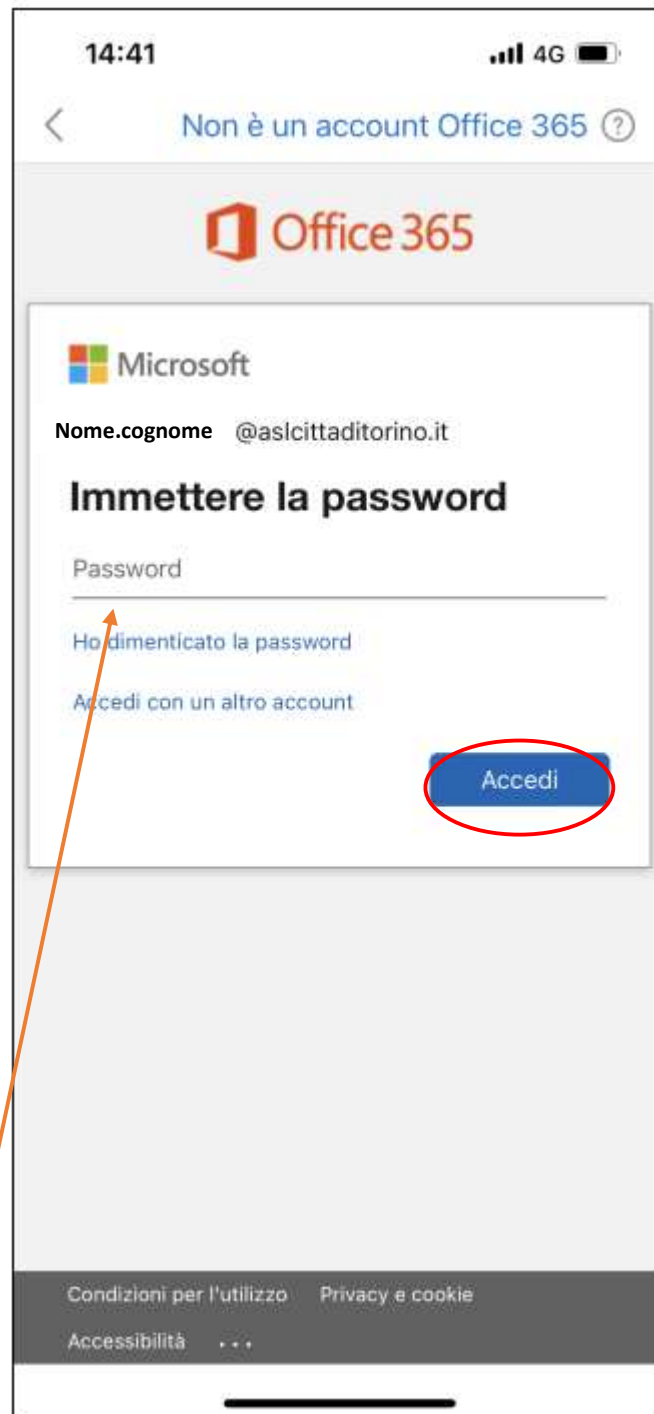 14:41 4G
Non è un account Office 365 ?
Office 365
Microsoft
Nome.cognome @aslcittaditorino.it
Immettere la password
Password
Ho dimenticato la password
Accedi con un altro account
Accedi
Condizioni per l'utilizzo Privacy e cookie
Accessibilità ...